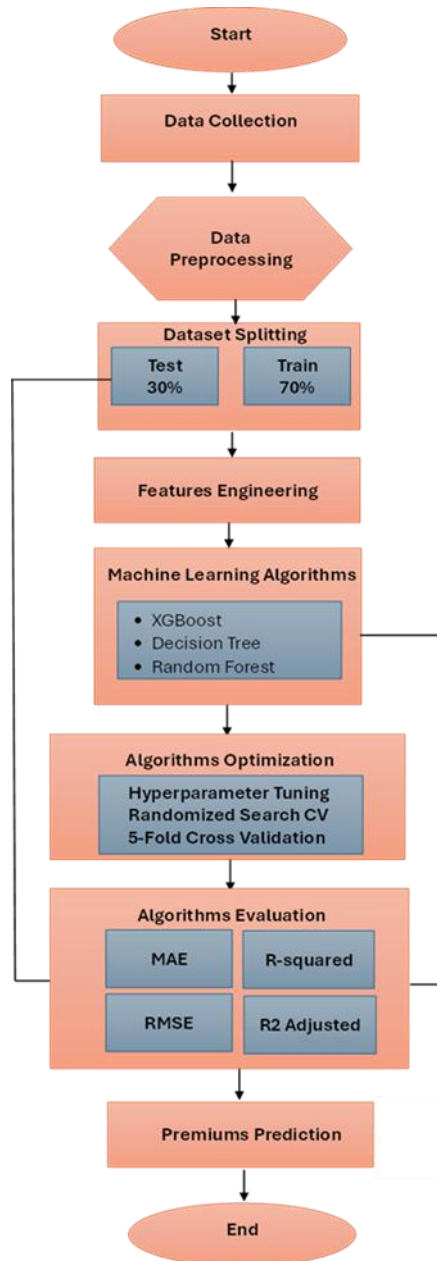 Start
Data Collection
Data
Preprocessing
Dataset Splitting
Test
30%
Train
70%
Features Engineering
Machine Learning Algorithms
• XGBoost
• Decision Tree
• Random Forest
Algorithms Optimization
Hyperparameter Tuning
Randomized Search CV
5-Fold Cross Validation
Algorithms Evaluation
MAE
R-squared
RMSE
R2 Adjusted
Premiums Prediction
End